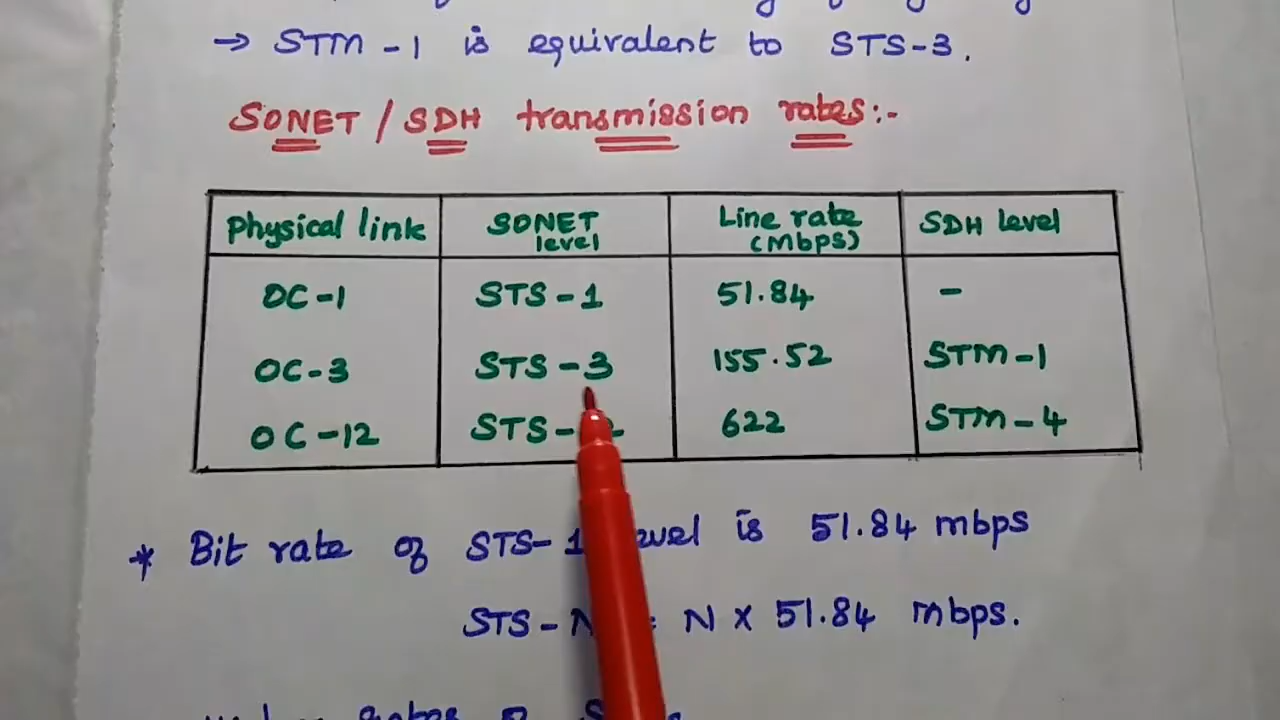 → STM - 1 is equivalent to STS-3.
SONET / SDH transmission rates:-
Physical link SONET level Line rate (Mbps) SDH level
OC-1 STS-1 51.84 -
OC-3 STS-3 155.52 STM-1
OC-12 STS- 622 STM-4
* Bit rate of STS-1 is 51.84 mbps
STS-N N x 51.84 mbps.